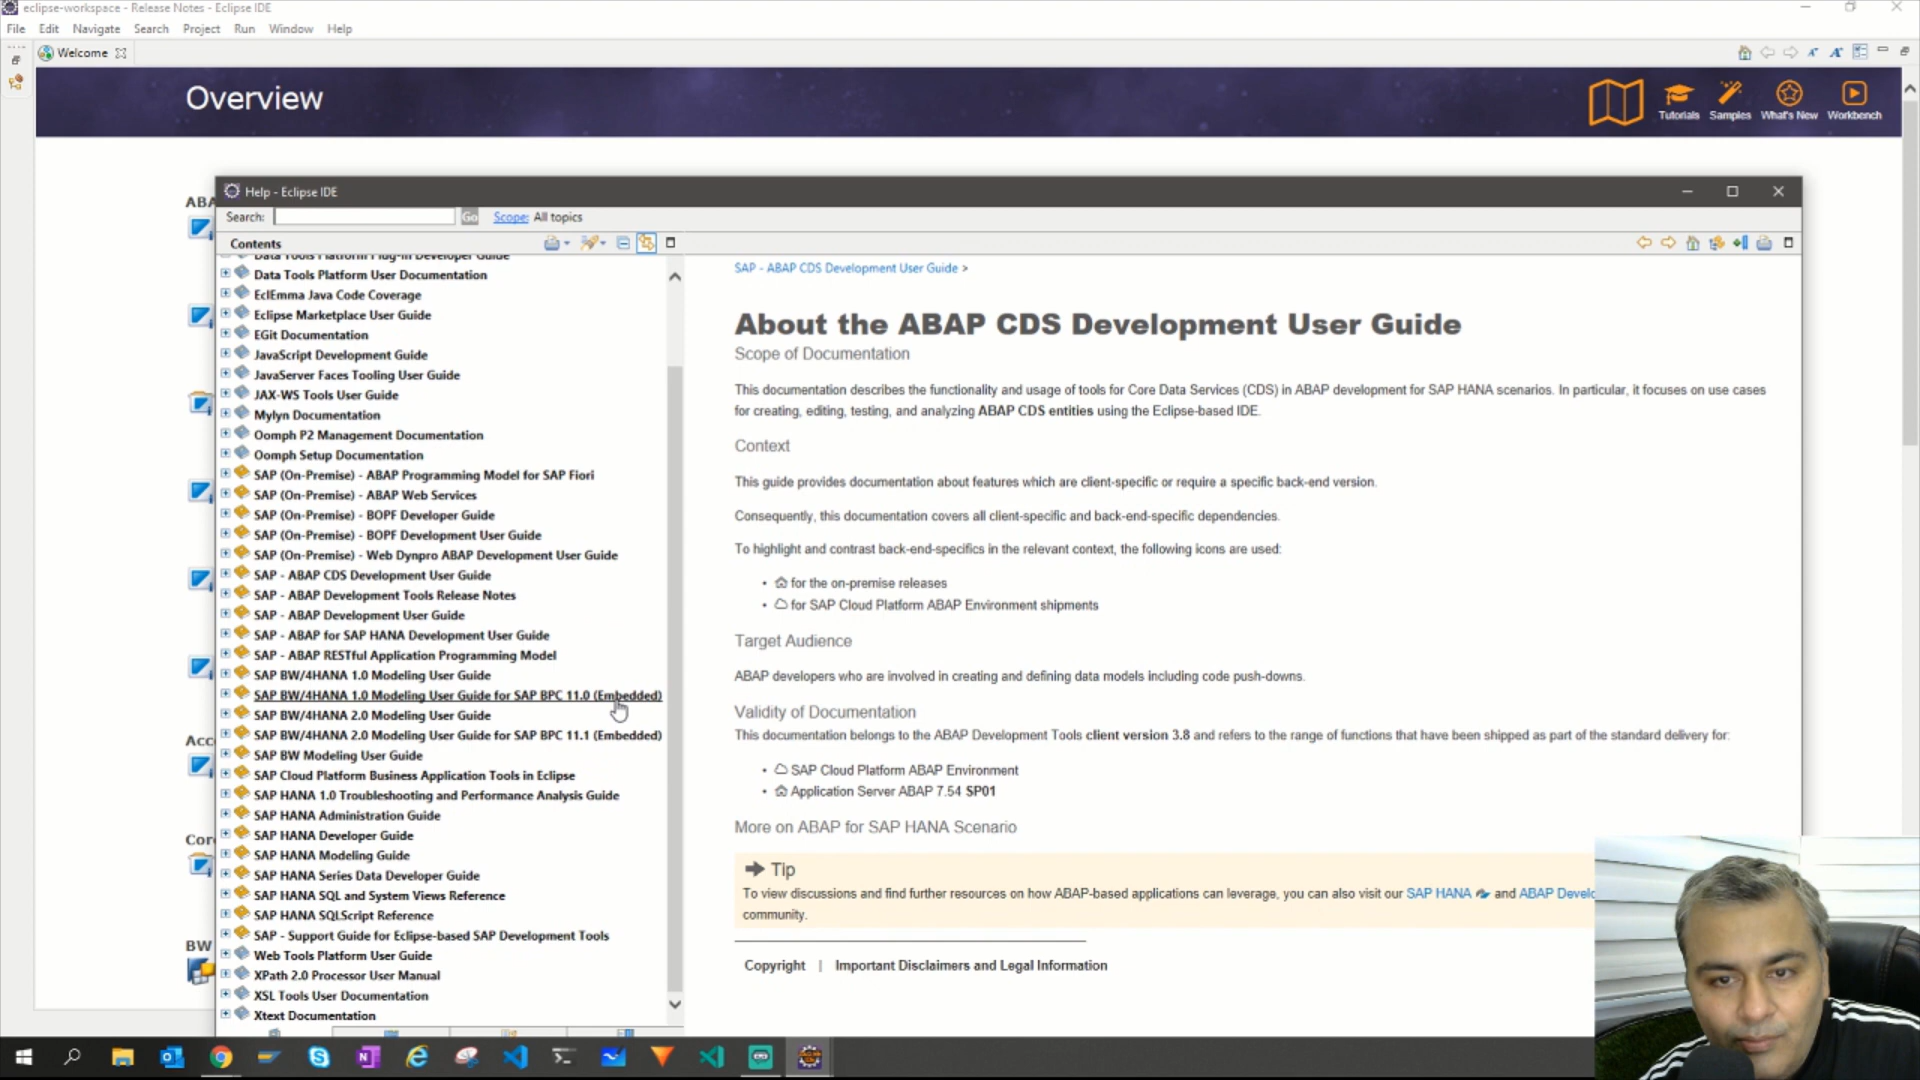 eclipse-workspace - Release Notes - Eclipse IDE
File Edit Navigate Search Project Run Window Help
Welcome
Overview
Tutorials Samples What's New Workbench
ABA
Help - Eclipse IDE
Search: Go Scope: All topics
Contents
Data Tools Platform Plug-in Developer Guide
Data Tools Platform User Documentation
EclEmma Java Code Coverage
Eclipse Marketplace User Guide
EGit Documentation
JavaScript Development Guide
JavaServer Faces Tooling User Guide
JAX-WS Tools User Guide
Mylyn Documentation
Oomph P2 Management Documentation
Oomph Setup Documentation
SAP (On-Premise) - ABAP Programming Model for SAP Fiori
SAP (On-Premise) - ABAP Web Services
SAP (On-Premise) - BOPF Developer Guide
SAP (On-Premise) - BOPF Development User Guide
SAP (On-Premise) - Web Dynpro ABAP Development User Guide
SAP - ABAP CDS Development User Guide
SAP - ABAP Development Tools Release Notes
SAP - ABAP Development User Guide
SAP - ABAP for SAP HANA Development User Guide
SAP - ABAP RESTful Application Programming Model
SAP BW/4HANA 1.0 Modeling User Guide
SAP BW/4HANA 1.0 Modeling User Guide for SAP BPC 11.0 (Embedded)
SAP BW/4HANA 2.0 Modeling User Guide
SAP BW/4HANA 2.0 Modeling User Guide for SAP BPC 11.1 (Embedded)
SAP BW Modeling User Guide
SAP Cloud Platform Business Application Tools in Eclipse
SAP HANA 1.0 Troubleshooting and Performance Analysis Guide
SAP HANA Administration Guide
SAP HANA Developer Guide
SAP HANA Modeling Guide
SAP HANA Series Data Developer Guide
SAP HANA SQL and System Views Reference
SAP HANA SQLScript Reference
SAP - Support Guide for Eclipse-based SAP Development Tools
Web Tools Platform User Guide
XPath 2.0 Processor User Manual
XSL Tools User Documentation
Xtext Documentation
Acc
Cor
BW
SAP - ABAP CDS Development User Guide >
About the ABAP CDS Development User Guide
Scope of Documentation
This documentation describes the functionality and usage of tools for Core Data Services (CDS) in ABAP development for SAP HANA scenarios. In particular, it focuses on use cases
for creating, editing, testing, and analyzing ABAP CDS entities using the Eclipse-based IDE.
Context
This guide provides documentation about features which are client-specific or require a specific back-end version.
Consequently, this documentation covers all client-specific and back-end-specific dependencies.
To highlight and contrast back-end-specifics in the relevant context, the following icons are used:
• for the on-premise releases
• for SAP Cloud Platform ABAP Environment shipments
Target Audience
ABAP developers who are involved in creating and defining data models including code push-downs.
Validity of Documentation
This documentation belongs to the ABAP Development Tools client version 3.8 and refers to the range of functions that have been shipped as part of the standard delivery for:
• SAP Cloud Platform ABAP Environment
• Application Server ABAP 7.54 SP01
More on ABAP for SAP HANA Scenario
Tip
To view discussions and find further resources on how ABAP-based applications can leverage, you can also visit our SAP HANA and ABAP Develo
community.
Copyright | Important Disclaimers and Legal Information